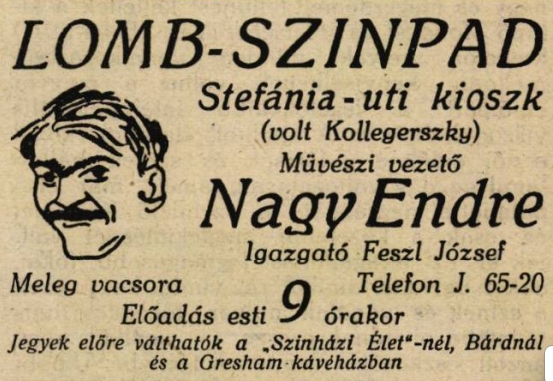 LOMB-SZINPAD
Stefánia-uti kioszk
(volt Kollegerszky)
Müvészi vezető
Nagy Endre
Igazgató Feszl József
Meleg vacsora Telefon J. 65-20
Előadás esti 9 órakor
Jegyek előre válthatók a „Szinházi Élet"-nél, Bárdnál
és a Gresham-kávéházban